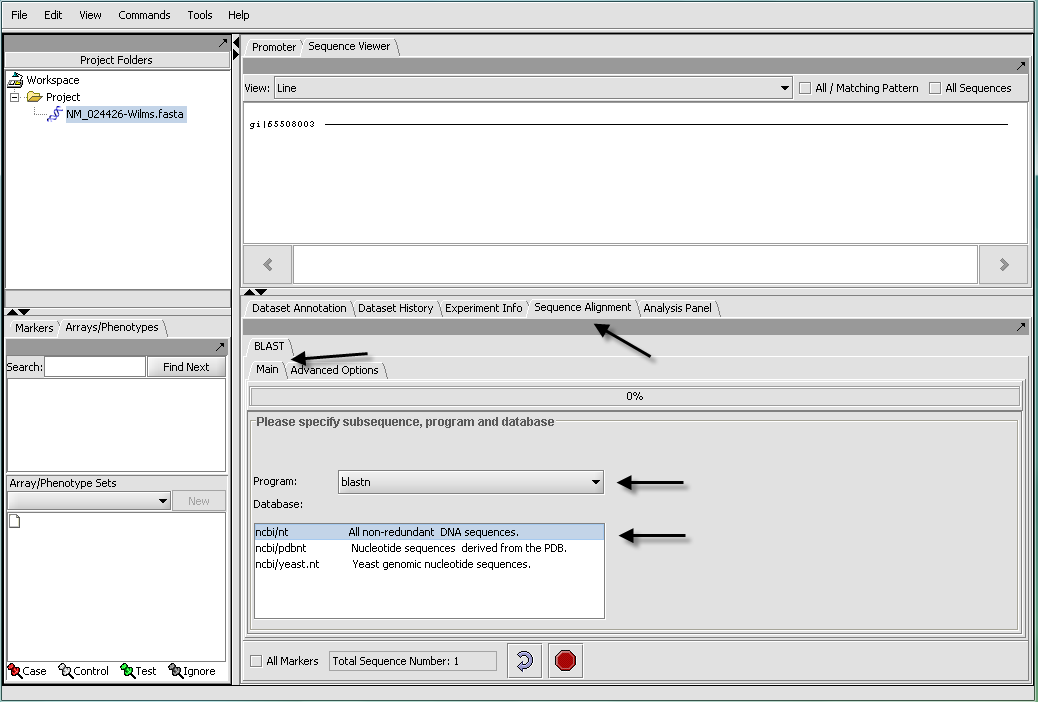 File Edit View Commands Tools Help
Project Folders
Workspace
Project
NM_024426-Wilms.fasta
Markers Arrays/Phenotypes
Search: Find Next
Array/Phenotype Sets
New
Case Control Test Ignore
Promoter Sequence Viewer
View: Line All / Matching Pattern All Sequences
gi|65508003
Dataset Annotation Dataset History Experiment Info Sequence Alignment Analysis Panel
BLAST
Main Advanced Options
0%
Please specify subsequence, program and database
Program: blastn
Database:
ncbi/nt All non-redundant DNA sequences.
ncbi/pdbnt Nucleotide sequences derived from the PDB.
ncbi/yeast.nt Yeast genomic nucleotide sequences.
All Markers Total Sequence Number: 1